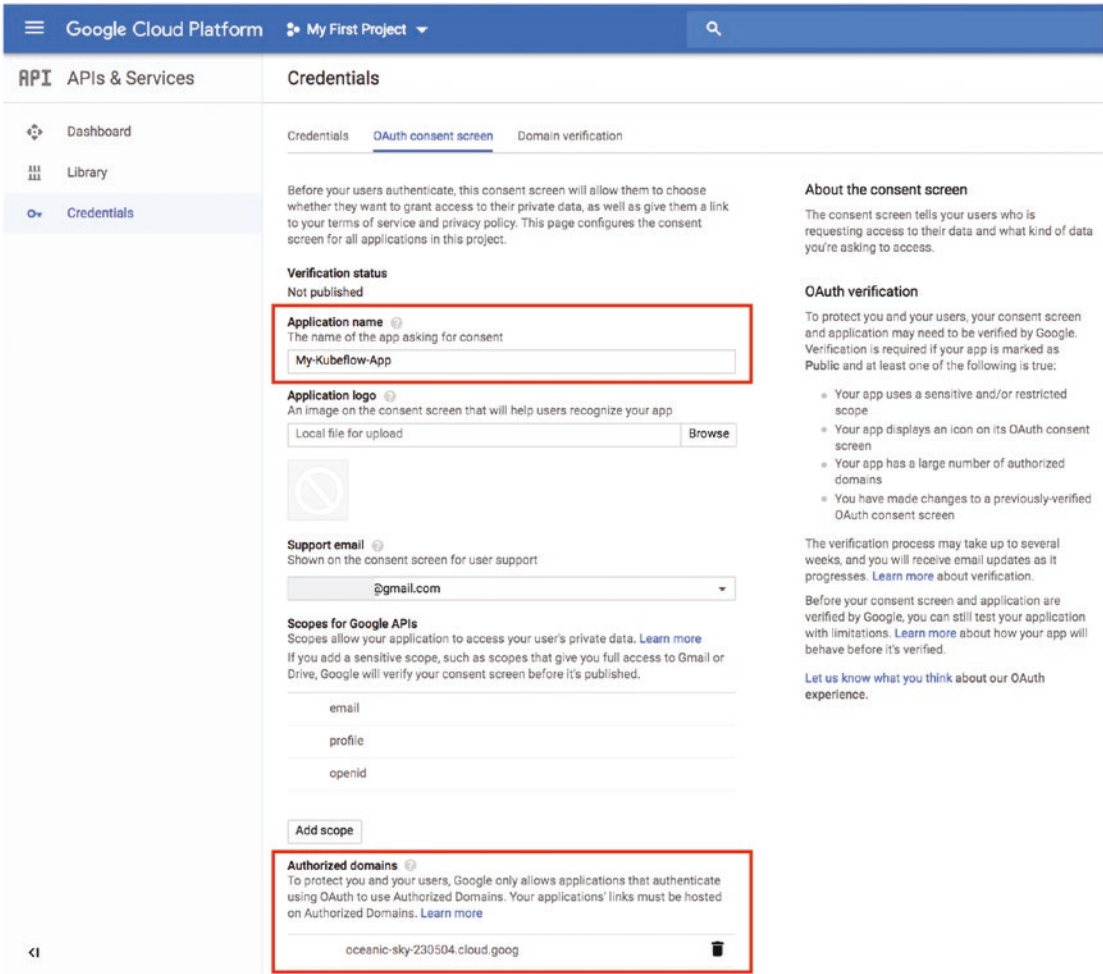 Google Cloud Platform
My First Project
API APIs & Services
Dashboard
Library
Credentials
Credentials
Credentials OAuth consent screen Domain verification
Before your users authenticate, this consent screen will allow them to choose
whether they want to grant access to their private data, as well as give them a link
to your terms of service and privacy policy. This page configures the consent
screen for all applications in this project.
Verification status
Not published
Application name
The name of the app asking for consent
My-Kubeflow-App
Application logo
An image on the consent screen that will help users recognize your app
Local file for upload Browse
Support email
Shown on the consent screen for user support
@gmail.com
Scopes for Google APIs
Scopes allow your application to access your user's private data. Learn more
If you add a sensitive scope, such as scopes that give you full access to Gmail or
Drive, Google will verify your consent screen before it's published.
email
profile
openid
Add scope
Authorized domains
To protect you and your users, Google only allows applications that authenticate
using OAuth to use Authorized Domains. Your applications' links must be hosted
on Authorized Domains. Learn more
oceanic-sky-230504.cloud.goog
About the consent screen
The consent screen tells your users who is
requesting access to their data and what kind of data
you're asking to access.
OAuth verification
To protect you and your users, your consent screen
and application may need to be verified by Google.
Verification is required if your app is marked as
Public and at least one of the following is true:
Your app uses a sensitive and/or restricted
scope
Your app displays an icon on its OAuth consent
screen
Your app has a large number of authorized
domains
You have made changes to a previously-verified
OAuth consent screen
The verification process may take up to several
weeks, and you will receive email updates as it
progresses. Learn more about verification.
Before your consent screen and application are
verified by Google, you can still test your application
with limitations. Learn more about how your app will
behave before it's verified.
Let us know what you think about our OAuth
experience.